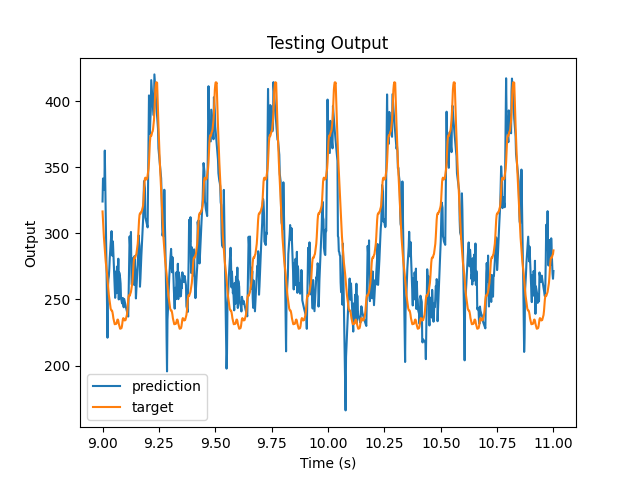 Testing Output
Output
400
350
300
250
200
prediction
target
9.00 9.25 9.50 9.75 10.00 10.25 10.50 10.75 11.00
Time (s)